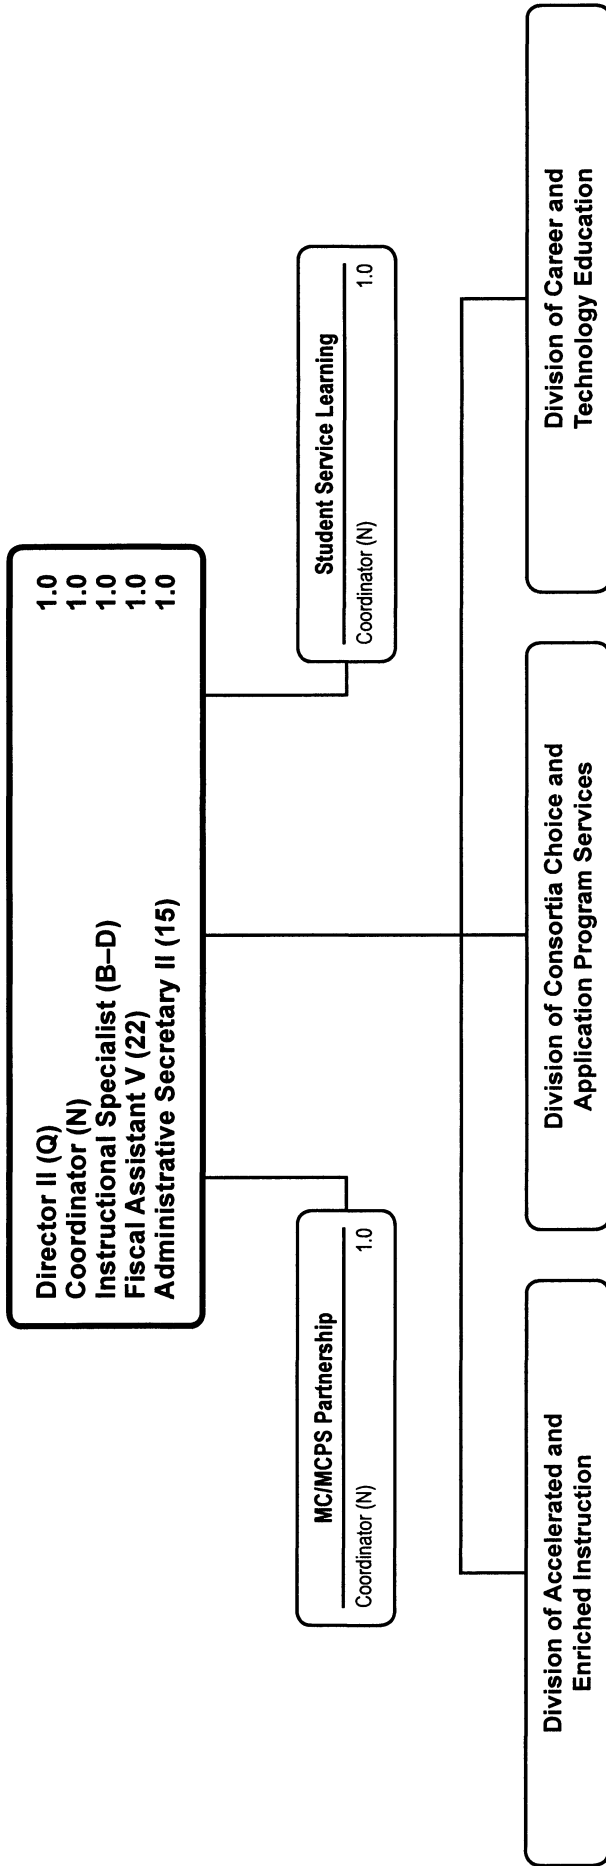 Director II (Q) 1.0
Coordinator (N) 1.0
Instructional Specialist (B–D) 1.0
Fiscal Assistant V (22) 1.0
Administrative Secretary II (15) 1.0
MC/MCPS Partnership
Coordinator (N) 1.0
Student Service Learning
Coordinator (N) 1.0
Division of Accelerated and
Enriched Instruction
Division of Consortia Choice and
Application Program Services
Division of Career and
Technology Education